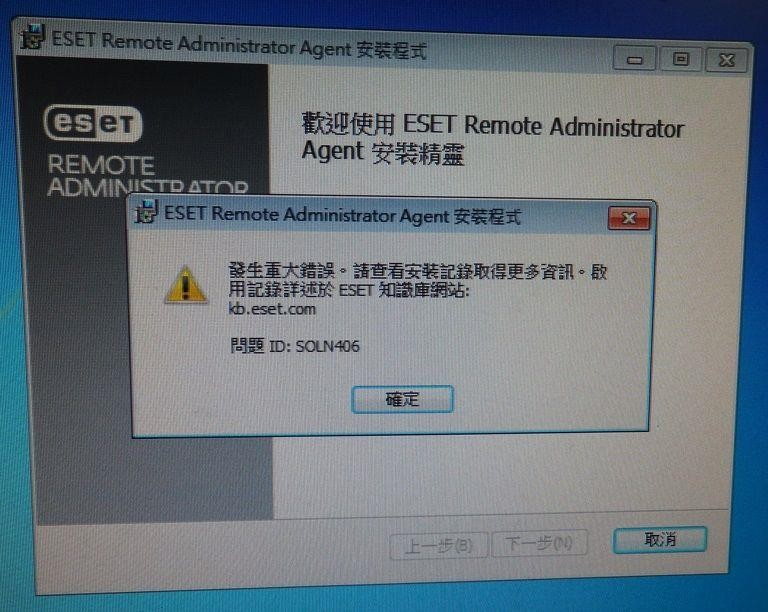 ESET Remote Administrator Agent 安裝程式
eseT
REMOTE
ADMINISTRATOR
歡迎使用 ESET Remote Administrator
Agent 安裝精靈
ESET Remote Administrator Agent 安裝程式
發生重大錯誤。請查看安裝記錄取得更多資訊。啟
用記錄詳述於 ESET 知識庫網站:
kb.eset.com
問題 ID: SOLN406
確定
上一步(B)
下一步(N)
取消